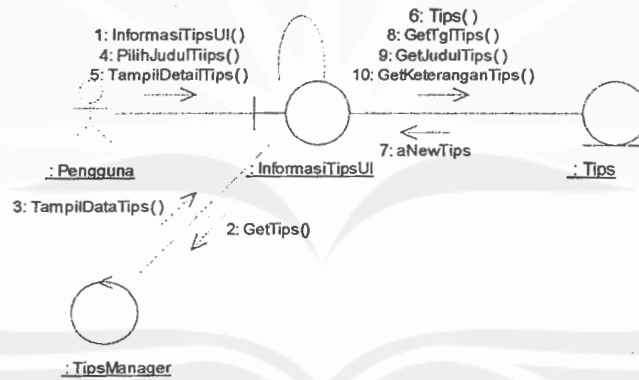 1: InformasiTipsUI()
4: PilihJudulTiips()
5: TampilDetailTips()
6: Tips()
8: GetTglTips()
9: GetJudulTips()
10: GetKeteranganTips()
7: aNewTips
: Pengguna
: InformasiTipsUI
: Tips
3: TampilDataTips()
2: GetTips()
: TipsManager